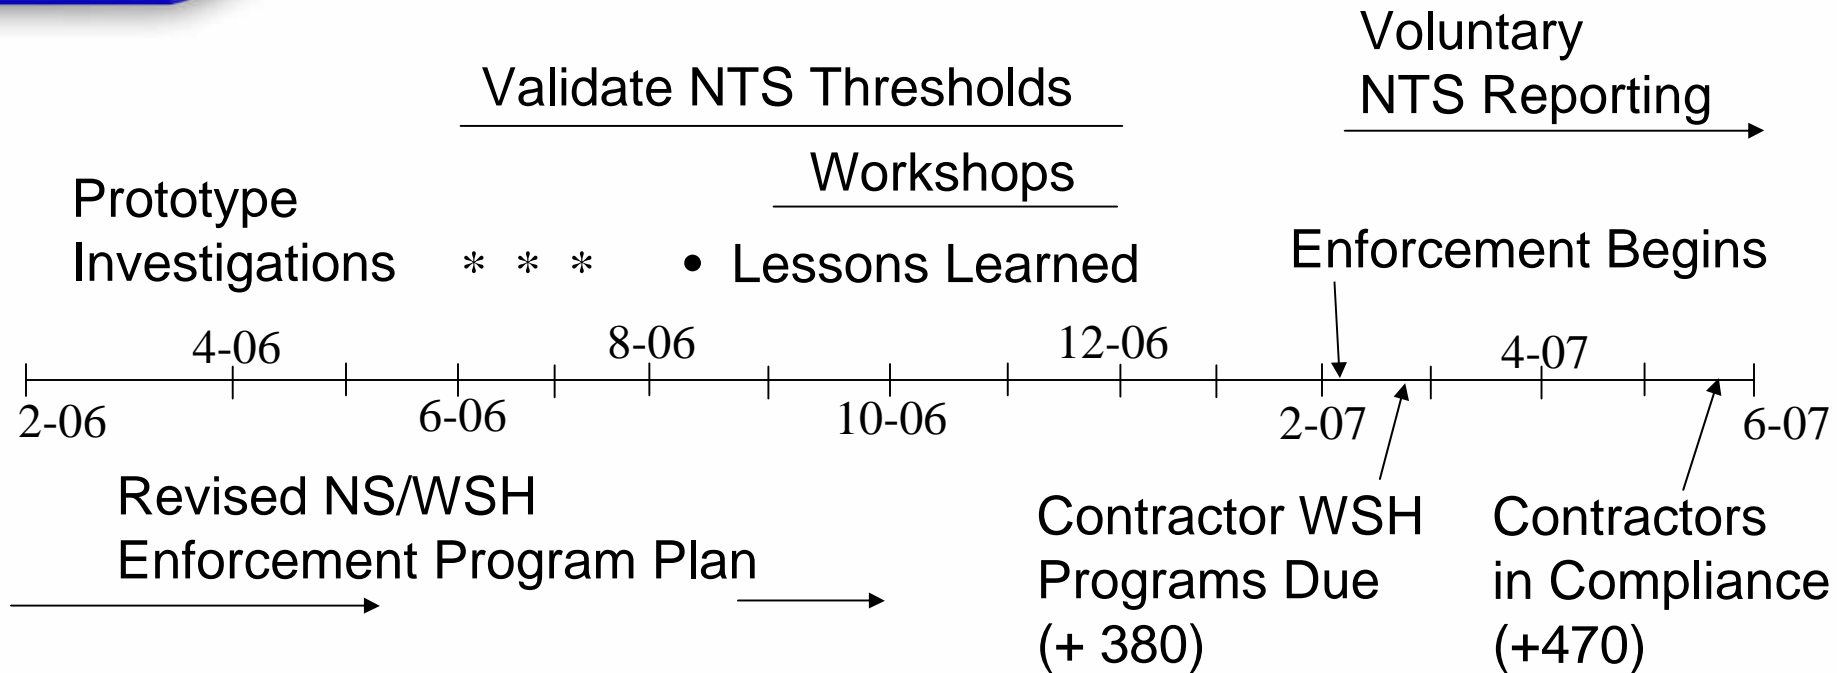 Voluntary
NTS Reporting
Validate NTS Thresholds
Workshops
Prototype
Investigations * * *
• Lessons Learned
Enforcement Begins
4-06
8-06
12-06
4-07
2-06
6-06
10-06
2-07
6-07
Revised NS/WSH
Enforcement Program Plan
Contractor WSH
Programs Due
(+ 380)
Contractors
in Compliance
(+470)